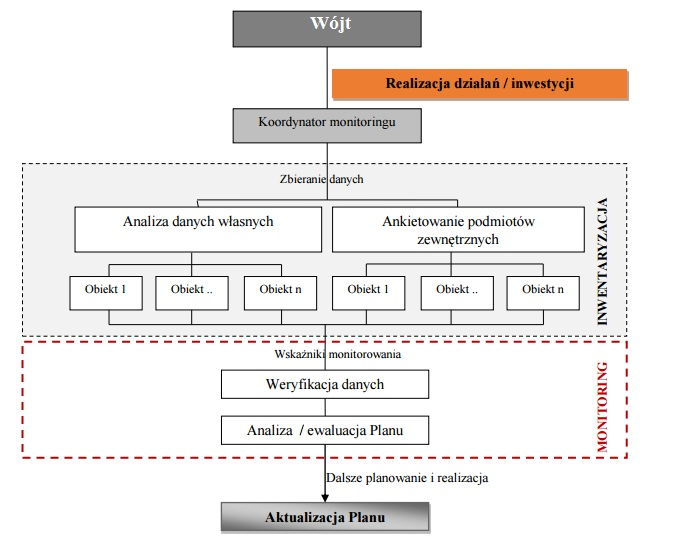 Wójt
Realizacja działań / inwestycji
Koordynator monitoringu
Zbieranie danych
Analiza danych własnych
Ankietowanie podmiotów
zewnętrznych
Obiekt 1
Obiekt ..
Obiekt n
Obiekt 1
Obiekt ..
Obiekt n
INWENTARYZACJA
Wskaźniki monitorowania
Weryfikacja danych
Analiza / ewaluacja Planu
MONITORING
Dalsze planowanie i realizacja
Aktualizacja Planu